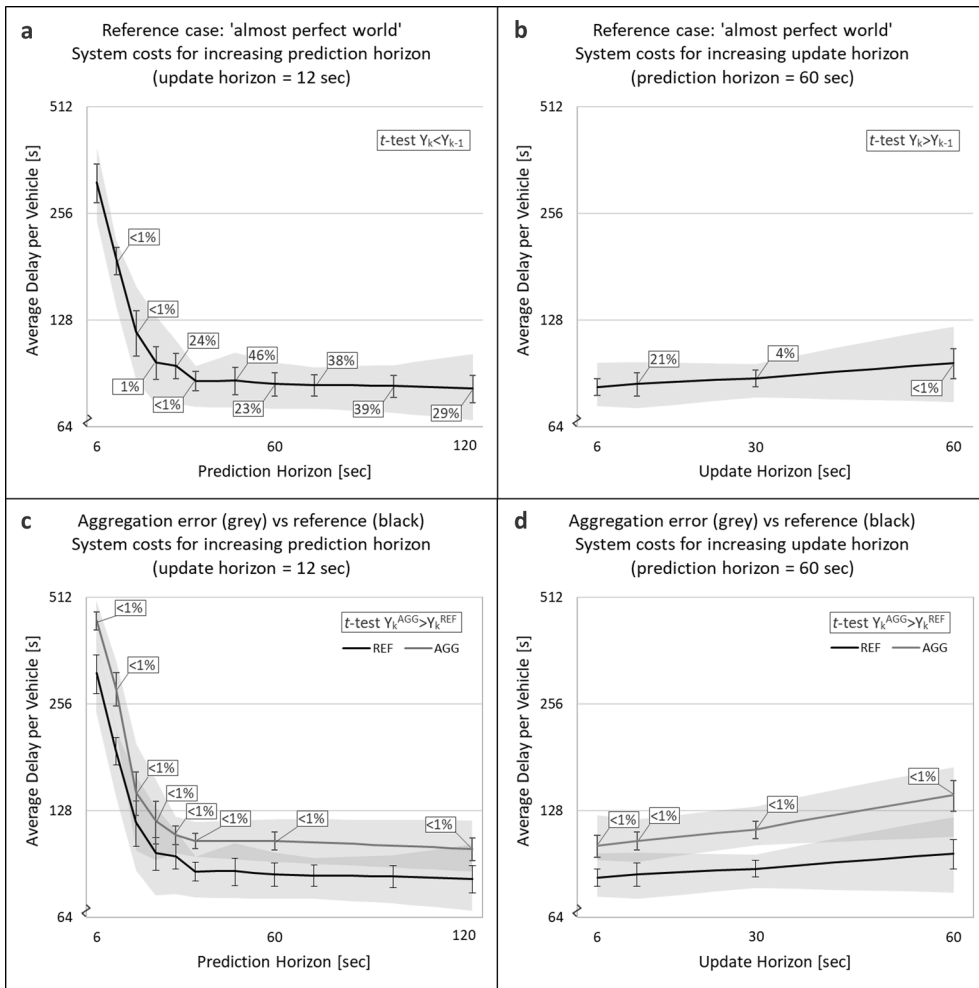 a
Reference case: 'almost perfect world'
System costs for increasing prediction horizon
(update horizon = 12 sec)
Average Delay per Vehicle [s]
512
256
128
64
t-test Yk<Yk-1
<1%
<1%
24%
46%
38%
1%
<1%
23%
39%
29%
6
60
120
Prediction Horizon [sec]
b
Reference case: 'almost perfect world'
System costs for increasing update horizon
(prediction horizon = 60 sec)
Average Delay per Vehicle [s]
512
256
128
64
t-test Yk>Yk-1
21%
4%
<1%
6
30
60
Update Horizon [sec]
c
Aggregation error (grey) vs reference (black)
System costs for increasing prediction horizon
(update horizon = 12 sec)
Average Delay per Vehicle [s]
512
256
128
64
t-test YkAGG>YkREF
REF AGG
<1%
<1%
<1%
<1%
<1%
<1%
<1%
<1%
6
60
120
Prediction Horizon [sec]
d
Aggregation error (grey) vs reference (black)
System costs for increasing update horizon
(prediction horizon = 60 sec)
Average Delay per Vehicle [s]
512
256
128
64
t-test YkAGG>YkREF
REF AGG
<1%
<1%
<1%
<1%
6
30
60
Update Horizon [sec]